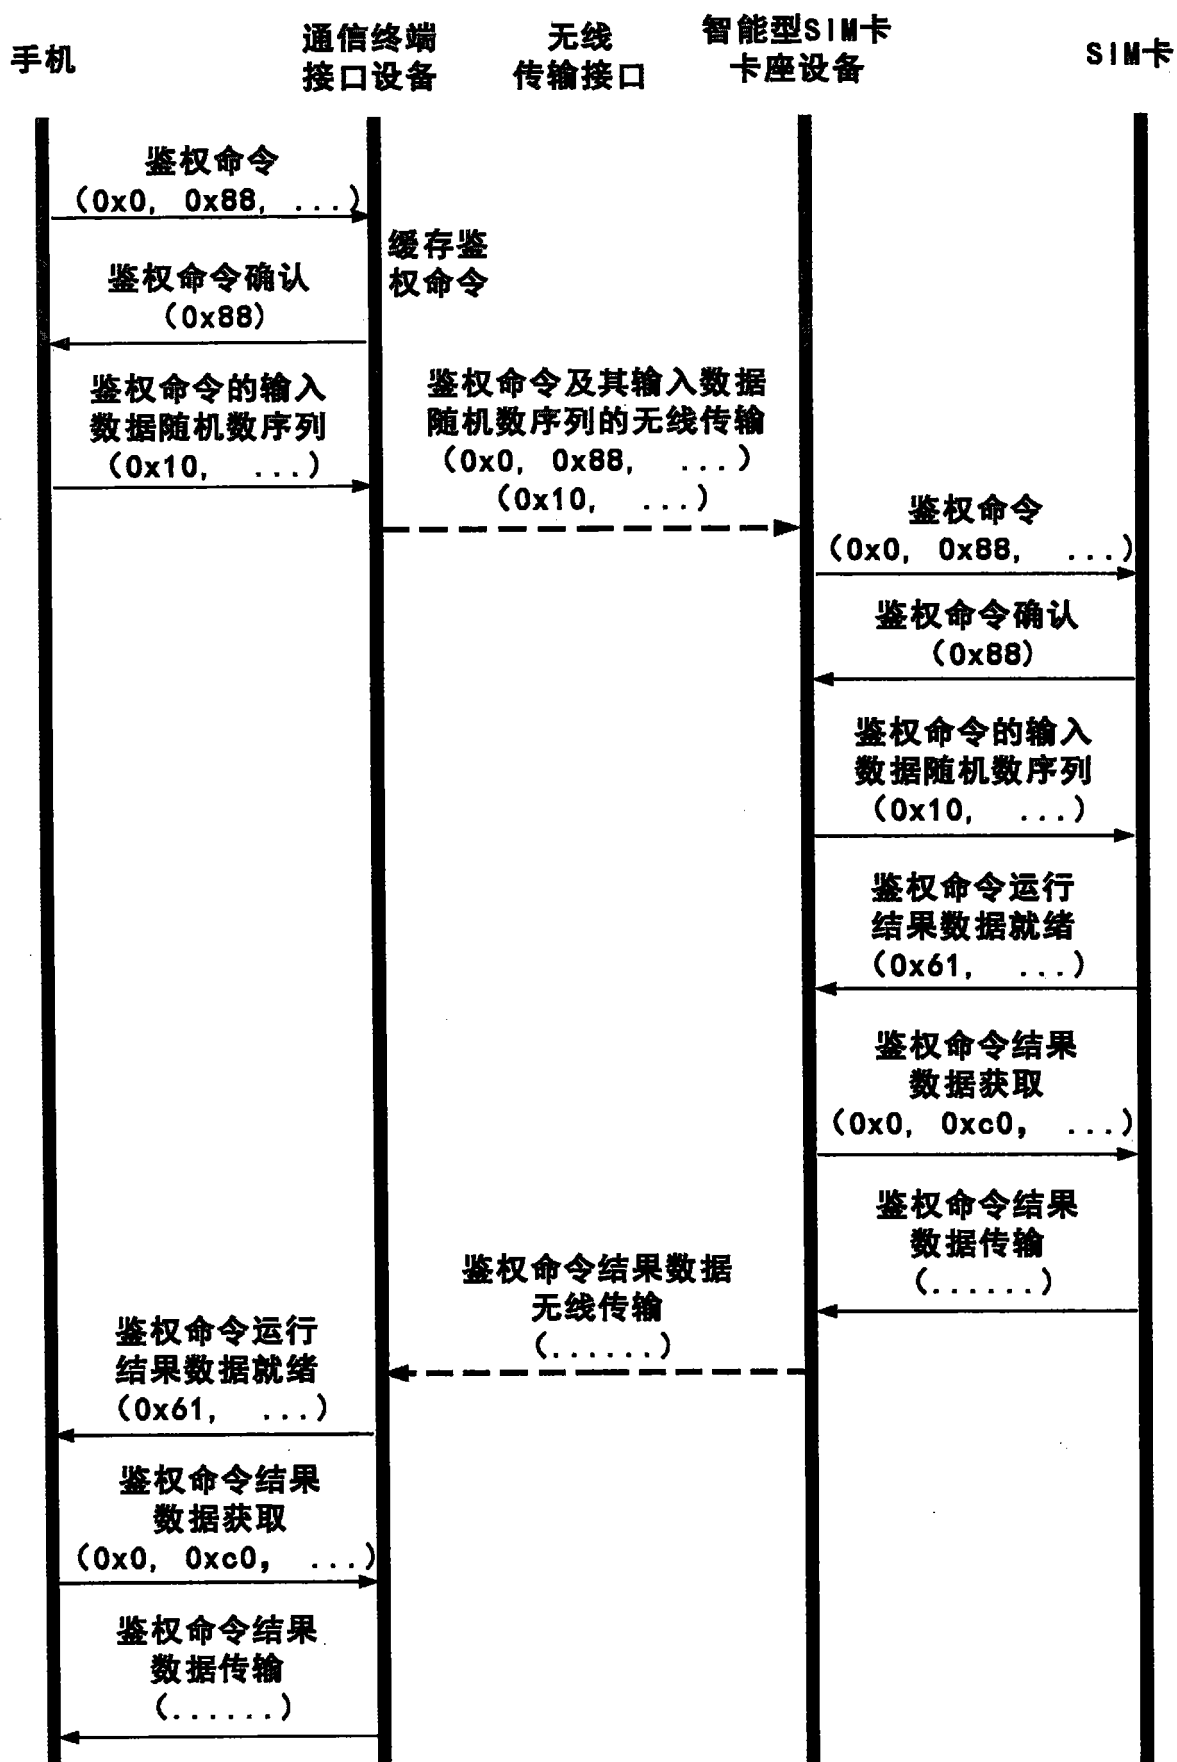 手机
通信终端
接口设备
无线
传输接口
智能型SIM卡
卡座设备
SIM卡
鉴权命令
(0x0, 0x88, ...)
缓存鉴
权命令
鉴权命令确认
(0x88)
鉴权命令的输入
数据随机数序列
(0x10, ...)
鉴权命令及其输入数据
随机数序列的无线传输
(0x0, 0x88, ...)
(0x10, ...)
鉴权命令
(0x0, 0x88, ...)
鉴权命令确认
(0x88)
鉴权命令的输入
数据随机数序列
(0x10, ...)
鉴权命令运行
结果数据就绪
(0x61, ...)
鉴权命令结果
数据获取
(0x0, 0xc0, ...)
鉴权命令结果
数据传输
(......)
鉴权命令结果数据
无线传输
(......)
鉴权命令运行
结果数据就绪
(0x61, ...)
鉴权命令结果
数据获取
(0x0, 0xc0, ...)
鉴权命令结果
数据传输
(......)